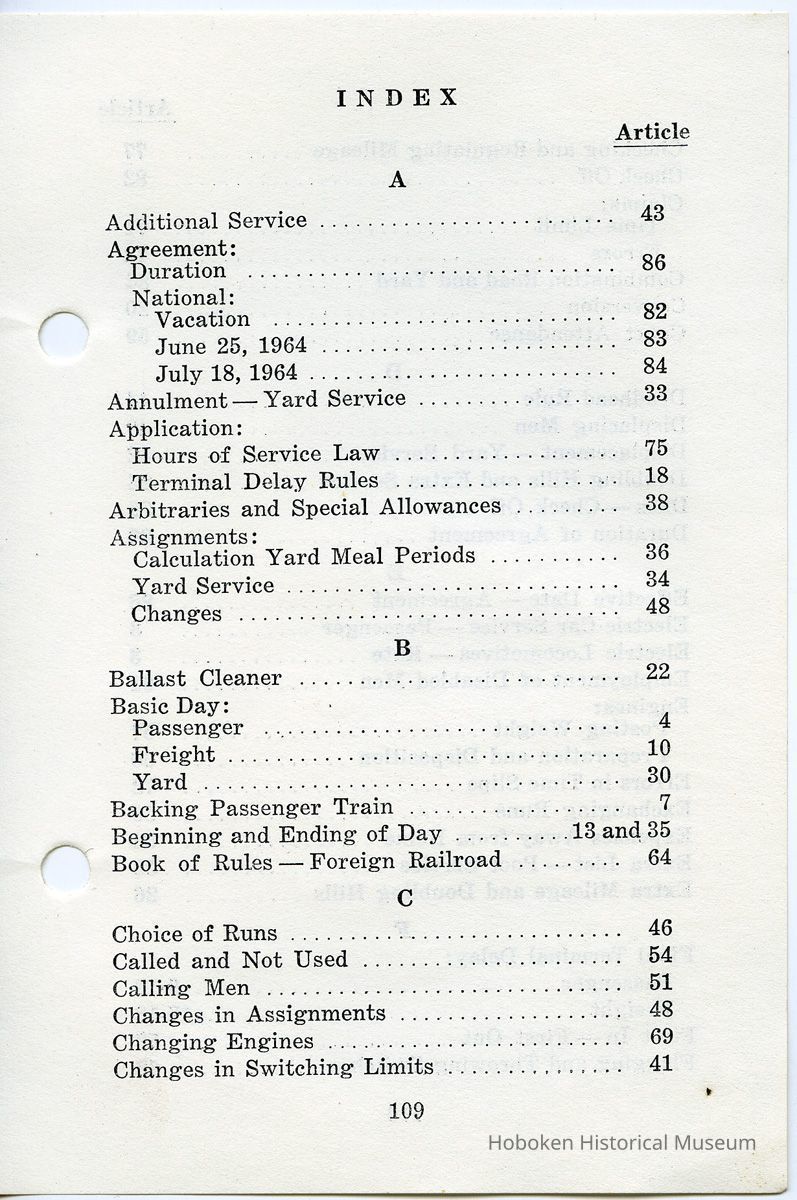 INDEX
Article
A
Additional Service ........................ 43
Agreement:
Duration ............................ 86
National:
Vacation .......................... 82
June 25, 1964 ...................... 83
July 18, 1964 ....................... 84
Annulment — Yard Service ................ 33
Application:
Hours of Service Law .................. 75
Terminal Delay Rules .................. 18
Arbitraries and Special Allowances ......... 38
Assignments:
Calculation Yard Meal Periods ........... 36
Yard Service .......................... 34
Changes ............................. 48
B
Ballast Cleaner .......................... 22
Basic Day:
Passenger ............................ 4
Freight .............................. 10
Yard ................................. 30
Backing Passenger Train .................. 7
Beginning and Ending of Day ...... 13 and 35
Book of Rules — Foreign Railroad ......... 64
C
Choice of Runs .......................... 46
Called and Not Used ..................... 54
Calling Men ............................. 51
Changes in Assignments .................. 48
Changing Engines ........................ 69
Changes in Switching Limits .............. 41
109
Hoboken Historical Museum